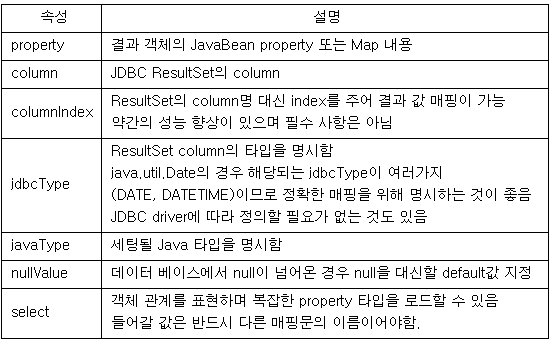 속성 설명
property 결과 객체의 JavaBean property 또는 Map 내용
column JDBC ResultSet의 column
columnIndex ResultSet의 column명 대신 index를 주어 결과 값 매핑이 가능
약간의 성능 향상이 있으며 필수 사항은 아님
jdbcType ResultSet column의 타입을 명시함
java.util.Date의 경우 해당되는 jdbcType이 여러가지
(DATE, DATETIME)이므로 정확한 매핑을 위해 명시하는 것이 좋음
JDBC driver에 따라 정의할 필요가 없는 것도 있음
javaType 세팅될 Java 타입을 명시함
nullValue 데이터 베이스에서 null이 넘어온 경우 null을 대신할 default값 지정
select 객체 관계를 표현하며 복잡한 property 타입을 로드할 수 있음
들어갈 값은 반드시 다른 매핑문의 이름이어야함.